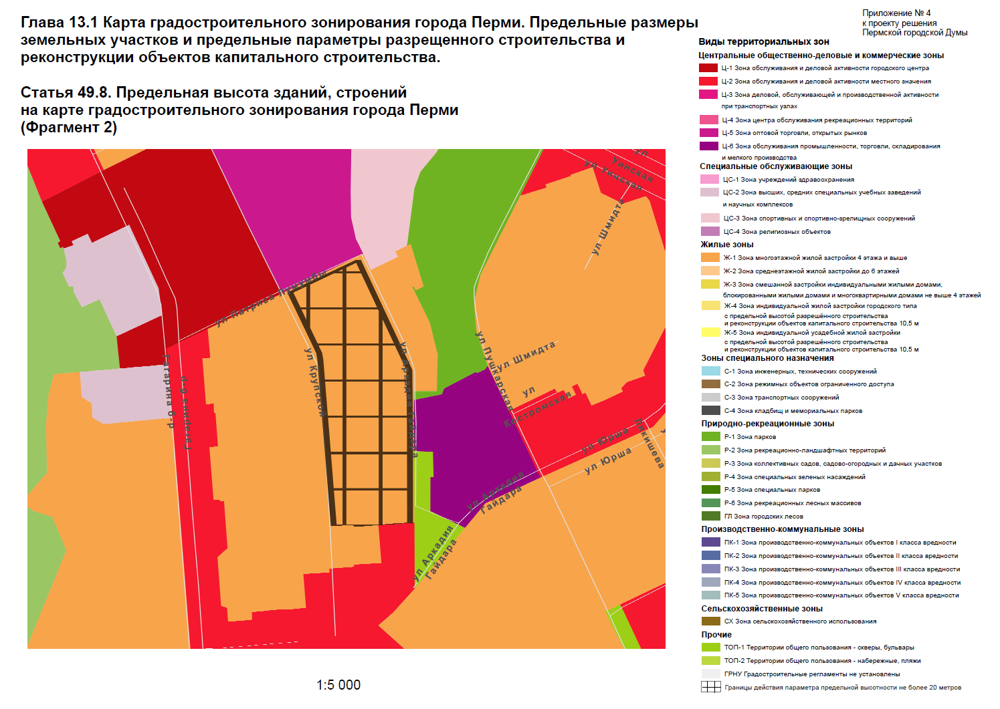 Глава 13.1 Карта градостроительного зонирования города Перми. Предельные размеры
земельных участков и предельные параметры разрешенного строительства и
реконструкции объектов капитального строительства.
Статья 49.8. Предельная высота зданий, строений
на карте градостроительного зонирования города Перми
(Фрагмент 2)
Приложение № 4
к проекту решения
Пермской городской Думы
ул
Уинская
ул Уинская
ул Шмидта
ул Патриса Лумумбы
ул Крупской
ул Аркадия Гайдара
ул Пушкарская
ул Шмидта
ул
Костромская
Гагарина б-р
Гагарина б-р
ул Юрша
ул Юрша
Лякишева
у
ул Аркадия
Гайдара
ул Аркадия
Гайдара
1:5 000
Виды территориальных зон
Центральные общественно-деловые и коммерческие зоны
Ц-1 Зона обслуживания и деловой активности городского центра
Ц-2 Зона обслуживания и деловой активности местного значения
Ц-3 Зона деловой, обслуживающей и производственной активности
при транспортных узлах
Ц-4 Зона центра обслуживания рекреационных территорий
Ц-5 Зона оптовой торговли, открытых рынков
Ц-6 Зона обслуживания промышленности, торговли, складирования
и мелкого производства
Специальные обслуживающие зоны
ЦС-1 Зона учреждений здравоохранения
ЦС-2 Зона высших, средних специальных учебных заведений
и научных комплексов
ЦС-3 Зона спортивных и спортивно-зрелищных сооружений
ЦС-4 Зона религиозных объектов
Жилые зоны
Ж-1 Зона многоэтажной жилой застройки 4 этажа и выше
Ж-2 Зона среднеэтажной жилой застройки до 6 этажей
Ж-3 Зона смешанной застройки индивидуальными жилыми домами,
блокированными жилыми домами и многоквартирными домами не выше 4 этажей
Ж-4 Зона индивидуальной жилой застройки городского типа
с предельной высотой разрешённого строительства
и реконструкции объектов капитального строительства 10,5 м
Ж-5 Зона индивидуальной усадебной жилой застройки
с предельной высотой разрешённого строительства
и реконструкции объектов капитального строительства 10,5 м
Зоны специального назначения
С-1 Зона инженерных, технических сооружений
С-2 Зона режимных объектов ограниченного доступа
С-3 Зона транспортных сооружений
С-4 Зона кладбищ и мемориальных парков
Природно-рекреационные зоны
Р-1 Зона парков
Р-2 Зона рекреационно-ландшафтных территорий
Р-3 Зона коллективных садов, садово-огородных и дачных участков
Р-4 Зона специальных зеленых насаждений
Р-5 Зона специальных парков
Р-6 Зона рекреационных лесных массивов
ГЛ Зона городских лесов
Производственно-коммунальные зоны
ПК-1 Зона производственно-коммунальных объектов I класса вредности
ПК-2 Зона производственно-коммунальных объектов II класса вредности
ПК-3 Зона производственно-коммунальных объектов III класса вредности
ПК-4 Зона производственно-коммунальных объектов IV класса вредности
ПК-5 Зона производственно-коммунальных объектов V класса вредности
Сельскохозяйственные зоны
СХ Зона сельскохозяйственного использования
Прочие
ТОП-1 Территории общего пользования - скверы, бульвары
ТОП-2 Территории общего пользования - набережные, пляжи
ГРНУ Градостроительные регламенты не установлены
Границы действия параметра предельной высотности не более 20 метров